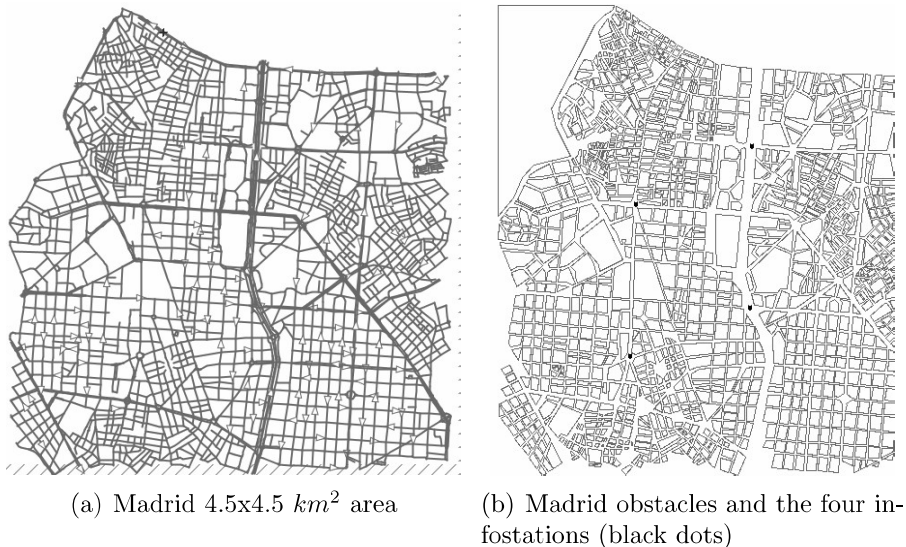 (a) Madrid 4.5x4.5 km² area
(b) Madrid obstacles and the four in-
fostations (black dots)